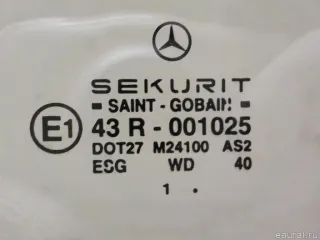 SEKURIT
SAINT - GOBAIN
E1 43 R - 001025
DOT27 M24100 AS2
ESG WD 40
1 .